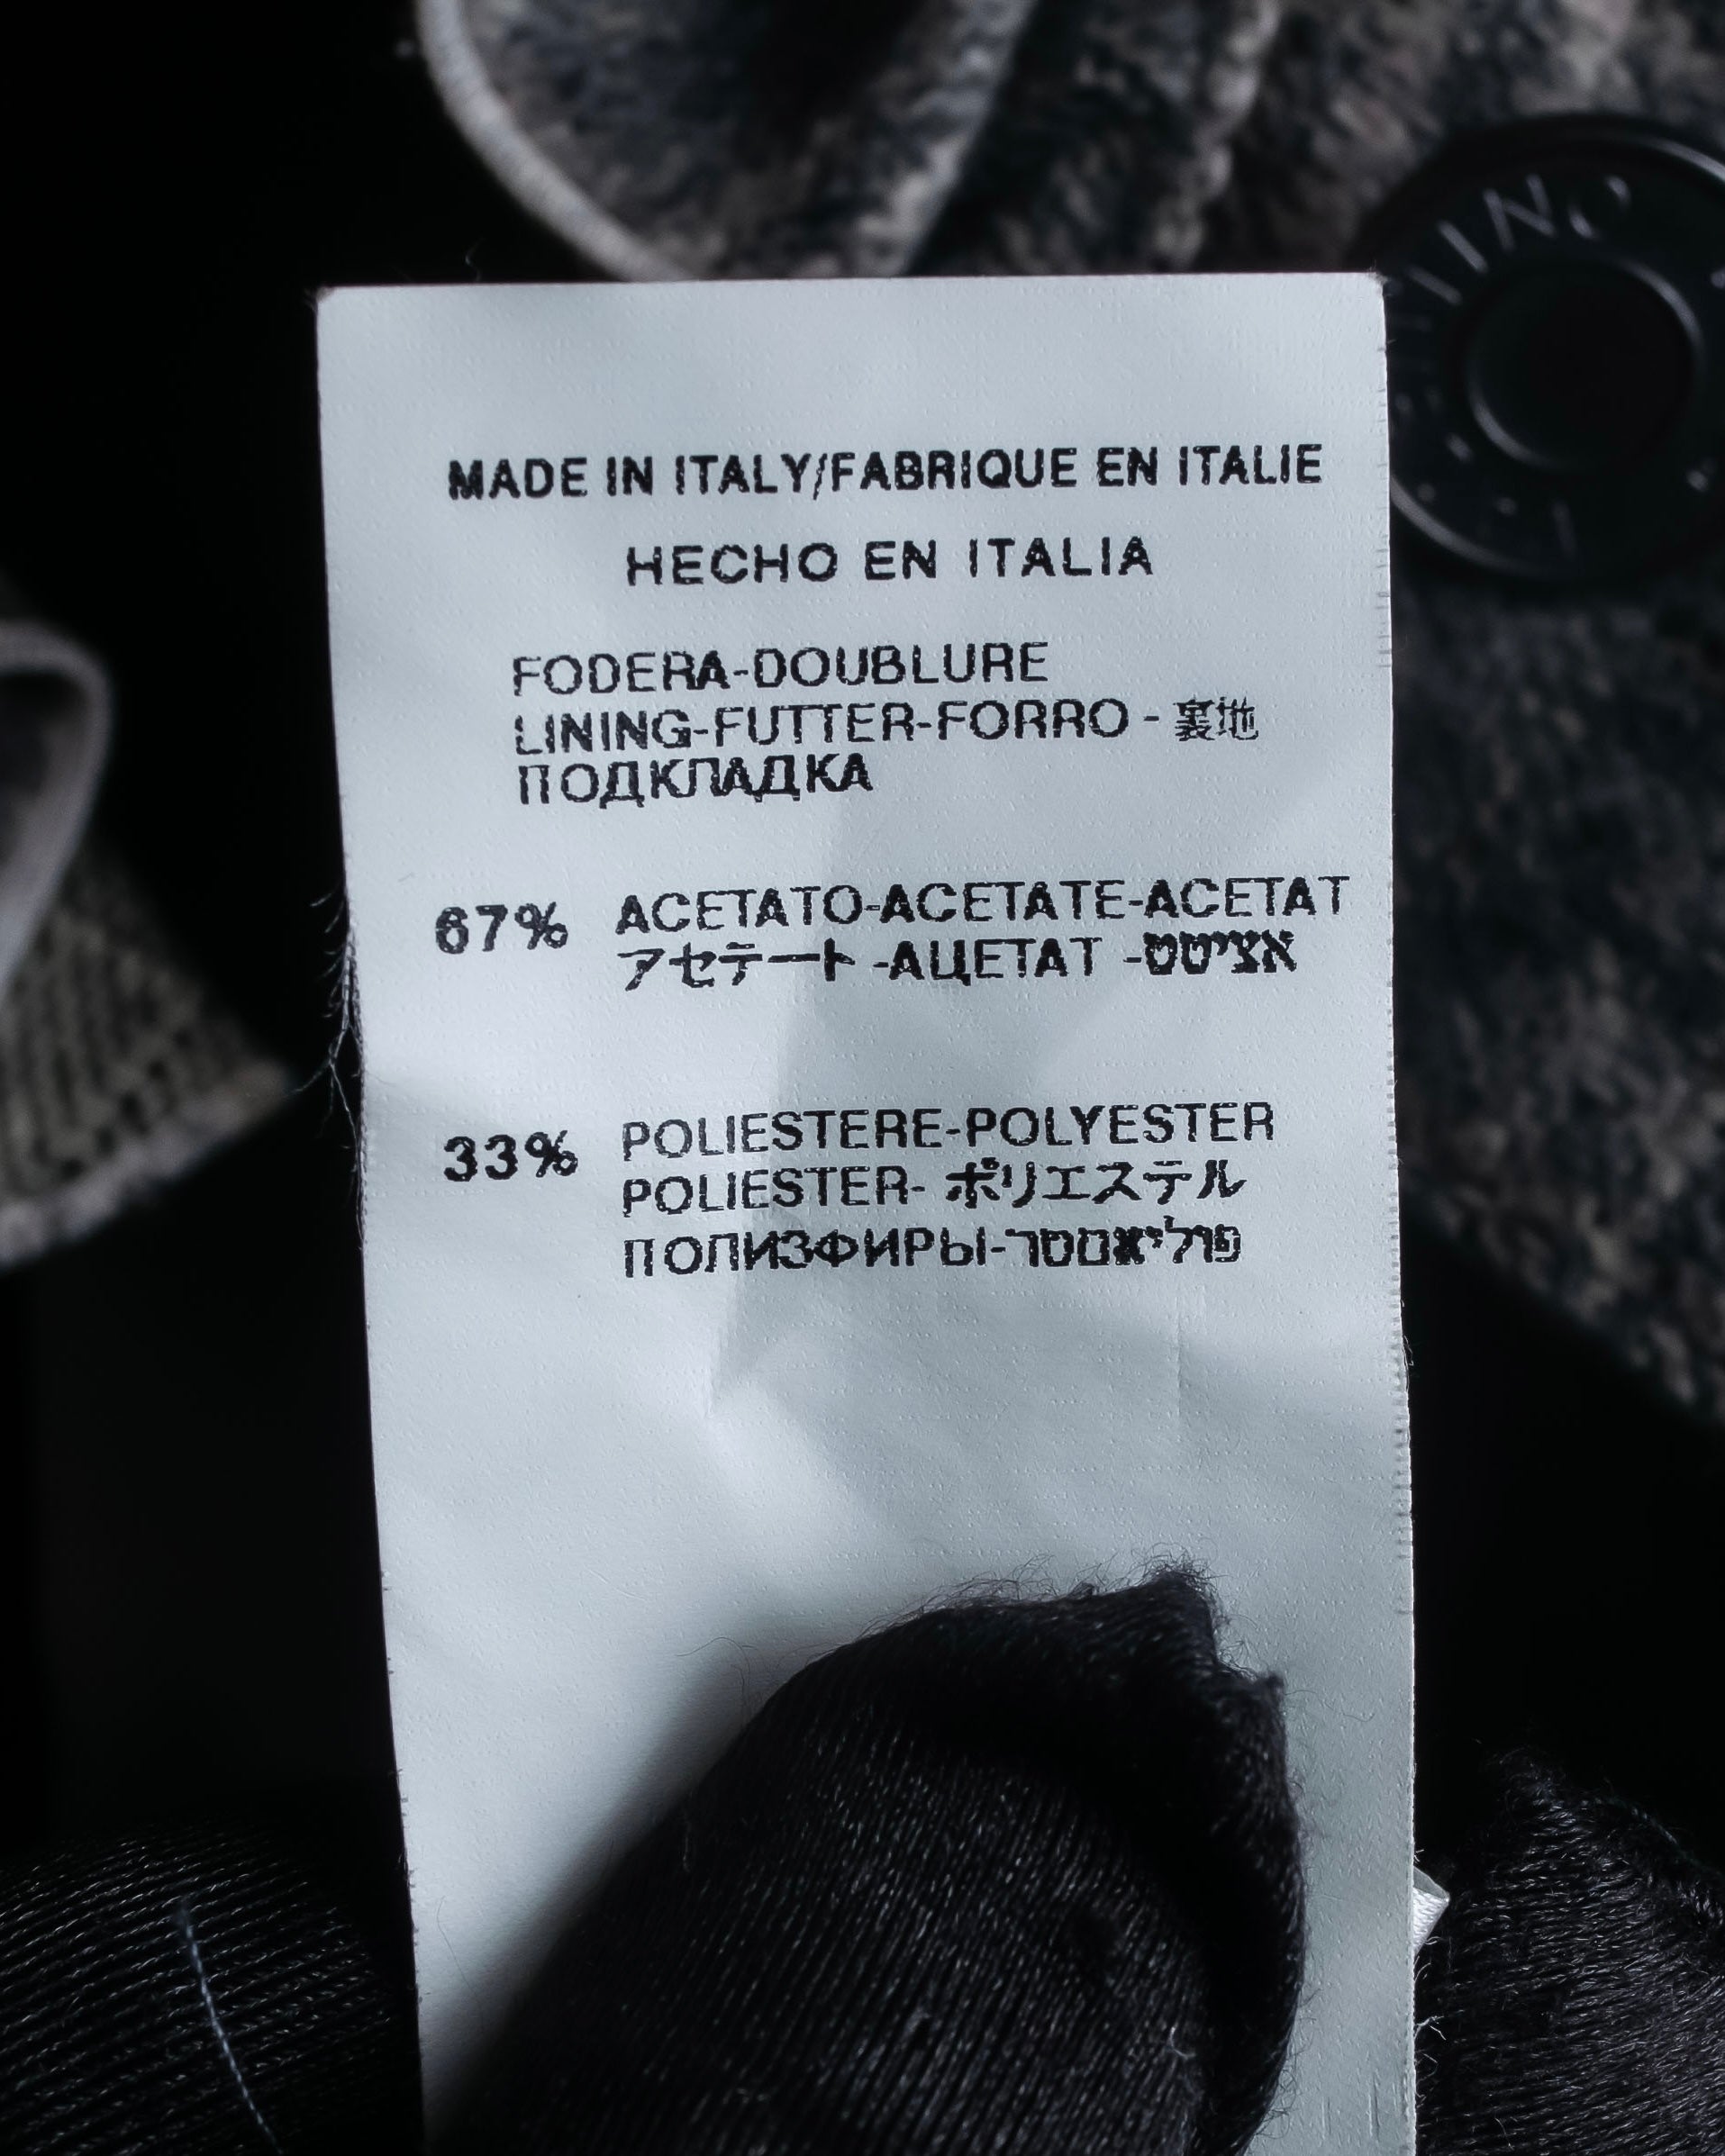 MADE IN ITALY/FABRIQUE EN ITALIE
HECHO EN ITALIA
FODERA-DOUBLURE
LINING-FUTTER-FORRO - 裏地
ПОДКЛАДКА
67% ACETATO-ACETATE-ACETAT
アセテート -АЦЕТАТ -אציטט
33% POLIESTERE-POLYESTER
POLIESTER- ポリエステル
ПОЛИЗФИРЫ-פוליאסטר